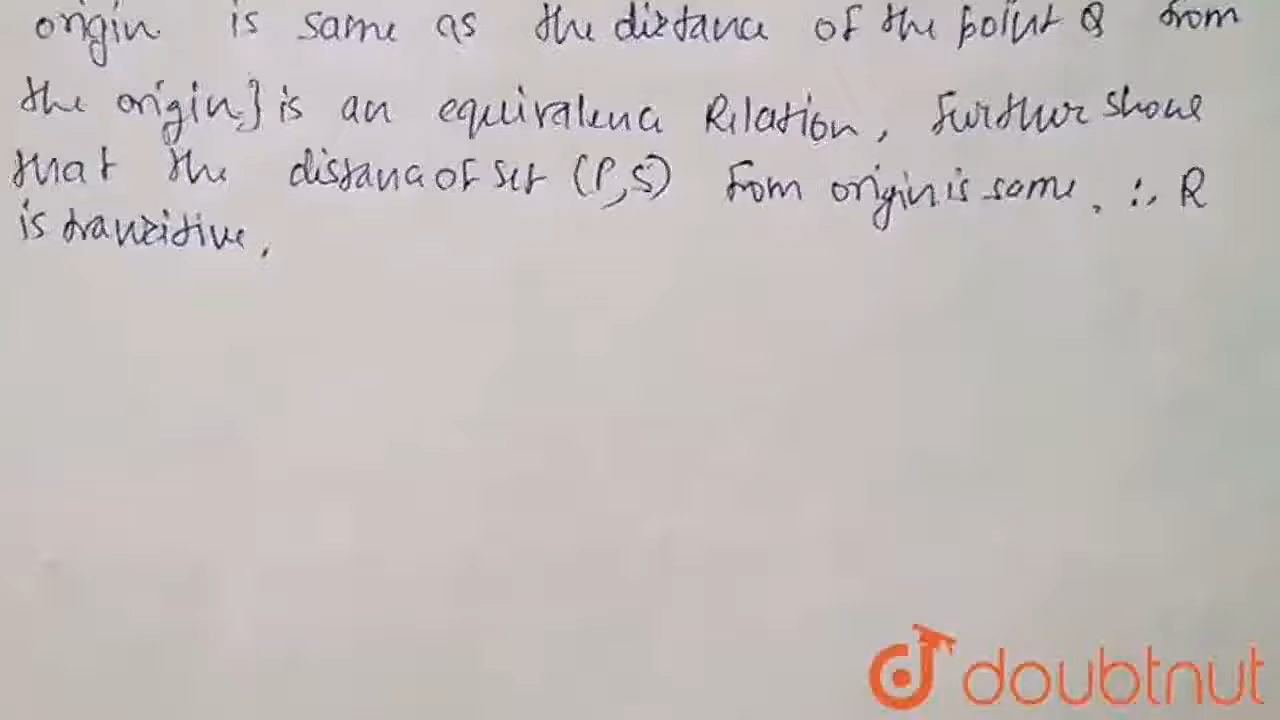 origin is same as the distance of the point Q from
the origin} is an equivalence Relation, Further show
that the distance of set (P,S) from origin is same, ∴ R
is transitive,
doubtnut